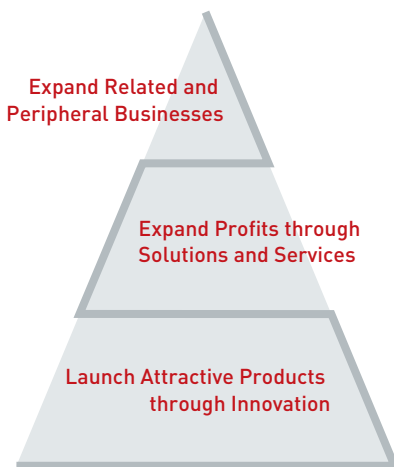 Expand Related and
Peripheral Businesses
Expand Profits through
Solutions and Services
Launch Attractive Products
through Innovation